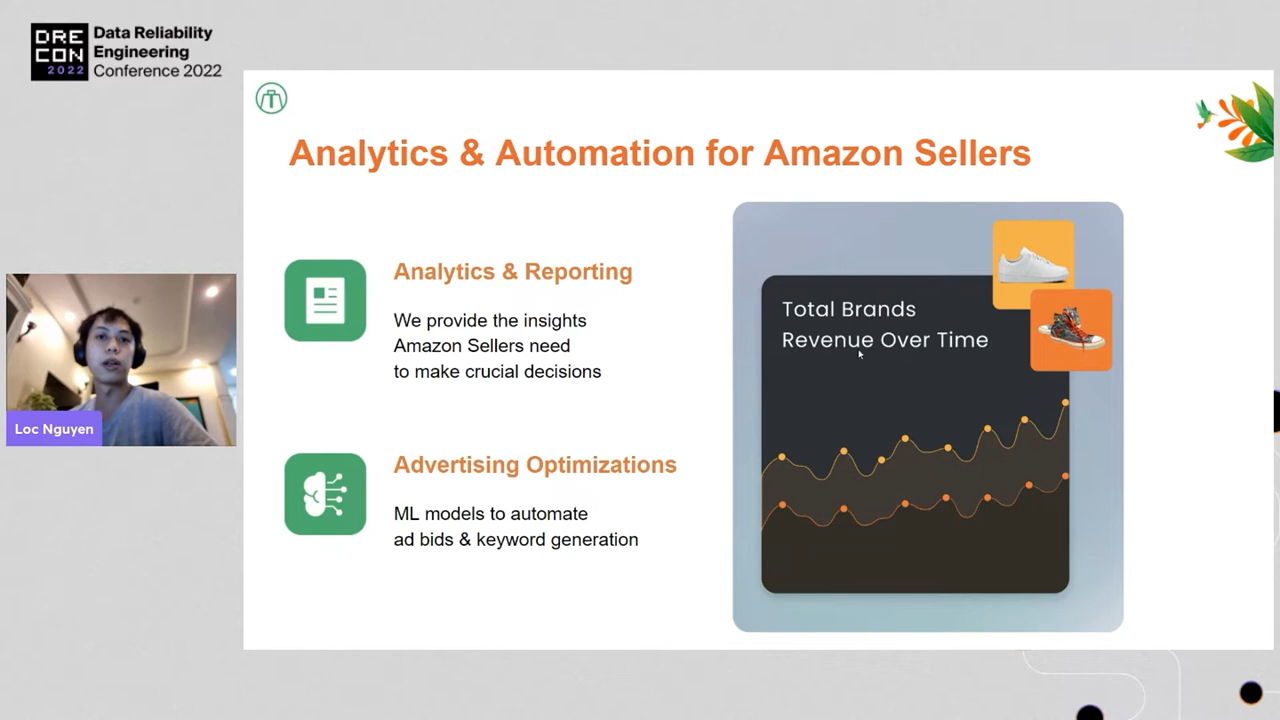 DRE
CON
2022
Data Reliability
Engineering
Conference 2022
Analytics & Automation for Amazon Sellers
Analytics & Reporting
We provide the insights
Amazon Sellers need
to make crucial decisions
Advertising Optimizations
ML models to automate
ad bids & keyword generation
Total Brands
Revenue Over Time
Loc Nguyen